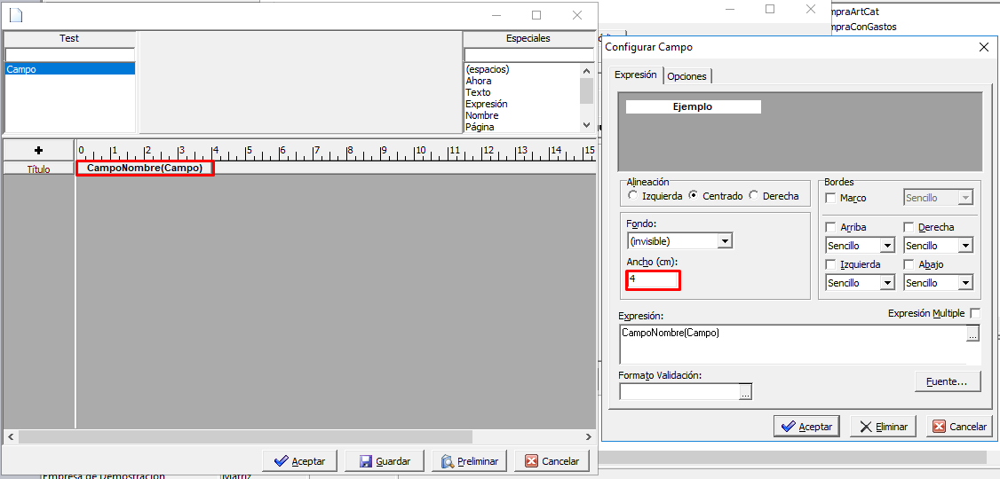 Test
Especiales
Campo
(espacios)
Ahora
Texto
Expresión
Nombre
Página
0 1 2 3 4 5 6 7 8 9 10 11 12 13 14 15
Título
CampoNombre(Campo)
Aceptar
Guardar
Preliminar
Cancelar
Configurar Campo
Expresión
Opciones
Ejemplo
Alineación
Izquierda
Centrado
Derecha
Fondo:
(invisible)
Ancho (cm):
4
Bordes
Marco
Sencillo
Arriba
Derecha
Sencillo
Sencillo
Izquierda
Abajo
Sencillo
Sencillo
Expresión:
Expresión Multiple
CampoNombre(Campo)
...
Formato Validación:
...
Fuente...
Aceptar
Eliminar
Cancelar
mpraArtCat
mpraConGastos
Empresa de Demostración
Matriz